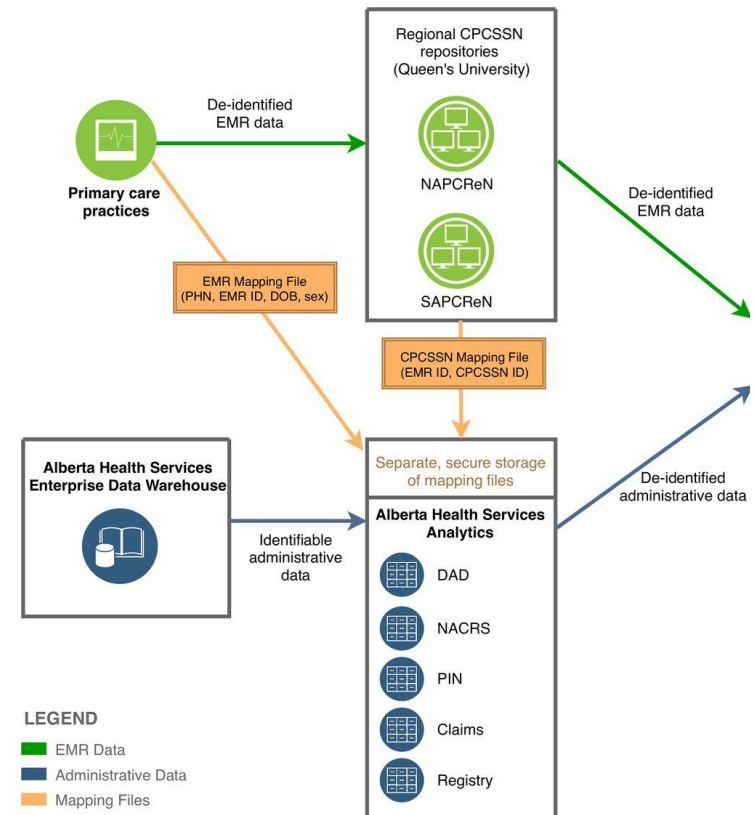 Regional CPCSSN
repositories
(Queen's University)
De-identified
EMR data
NAPCReN
Primary care
practices
De-identified
EMR data
EMR Mapping File
(PHN, EMR ID, DOB, sex)
SAPCReN
CPCSSN Mapping File
(EMR ID, CPCSSN ID)
Alberta Health Services
Enterprise Data Warehouse
Separate, secure storage
of mapping files
De-identified
administrative data
Identifiable
administrative
data
Alberta Health Services
Analytics
DAD
NACRS
PIN
Claims
Registry
LEGEND
EMR Data
Administrative Data
Mapping Files